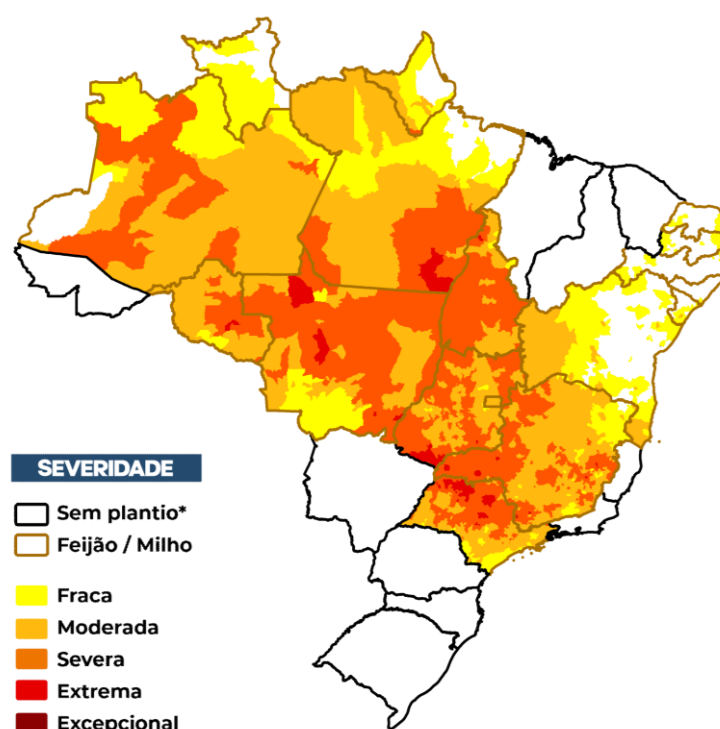 SEVERIDADE
Sem plantio*
Feijão / Milho
Fraca
Moderada
Severa
Extrema
Excepcional